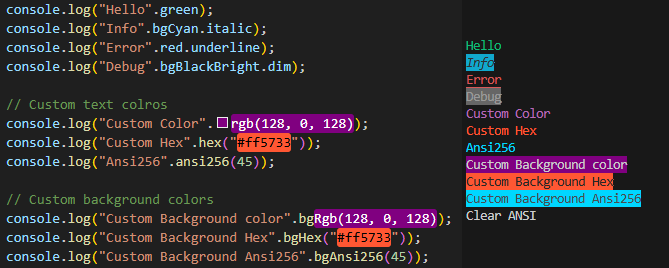 console.log("Hello".green);
console.log("Info".bgCyan.italic);
console.log("Error".red.underline);
console.log("Debug".bgBlackBright.dim);
// Custom text colros
console.log("Custom Color".rgb(128, 0, 128));
console.log("Custom Hex".hex("#ff5733"));
console.log("Ansi256".ansi256(45));
// Custom background colors
console.log("Custom Background color".bgRgb(128, 0, 128));
console.log("Custom Background Hex".bgHex("#ff5733"));
console.log("Custom Background Ansi256".bgAnsi256(45));
Hello
Info
Error
Debug
Custom Color
Custom Hex
Ansi256
Custom Background color
Custom Background Hex
Custom Background Ansi256
Clear ANSI